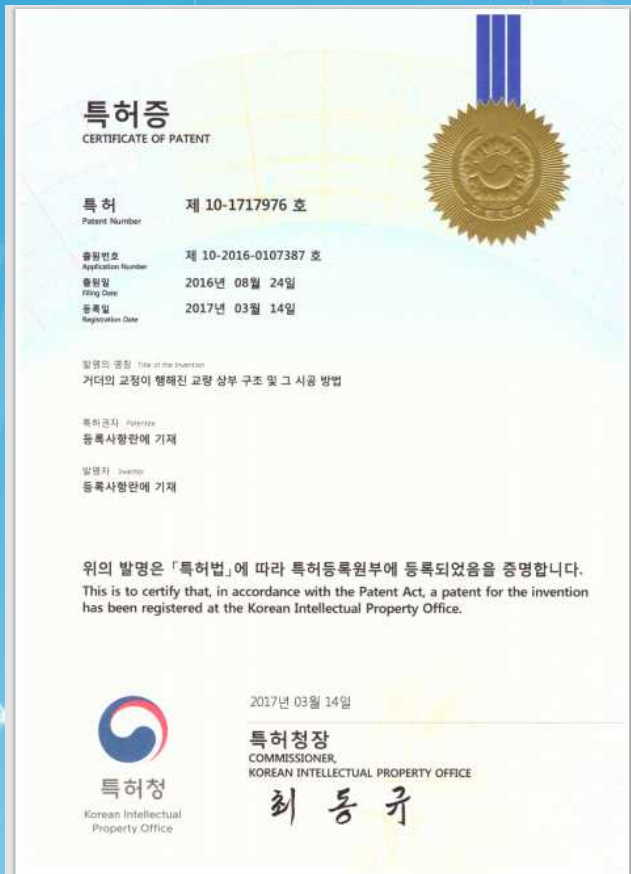 특허증
CERTIFICATE OF PATENT
특 허 제 10-1717976 호
Patent Number
출원번호 제 10-2016-0107387 호
Application Number
출원일 2016년 08월 24일
Filing Date
등록일 2017년 03월 14일
Registration Date
발명의 명칭 Title of the Invention
거더의 교정이 행해진 교량 상부 구조 및 그 시공 방법
특허권자 Patentee
등록사항란에 기재
발명자 Inventor
등록사항란에 기재
위의 발명은 「특허법」에 따라 특허등록원부에 등록되었음을 증명합니다.
This is to certify that, in accordance with the Patent Act, a patent for the invention
has been registered at the Korean Intellectual Property Office.
2017년 03월 14일
특허청장
COMMISSIONER,
KOREAN INTELLECTUAL PROPERTY OFFICE
최 동 규
특허청
Korean Intellectual
Property Office